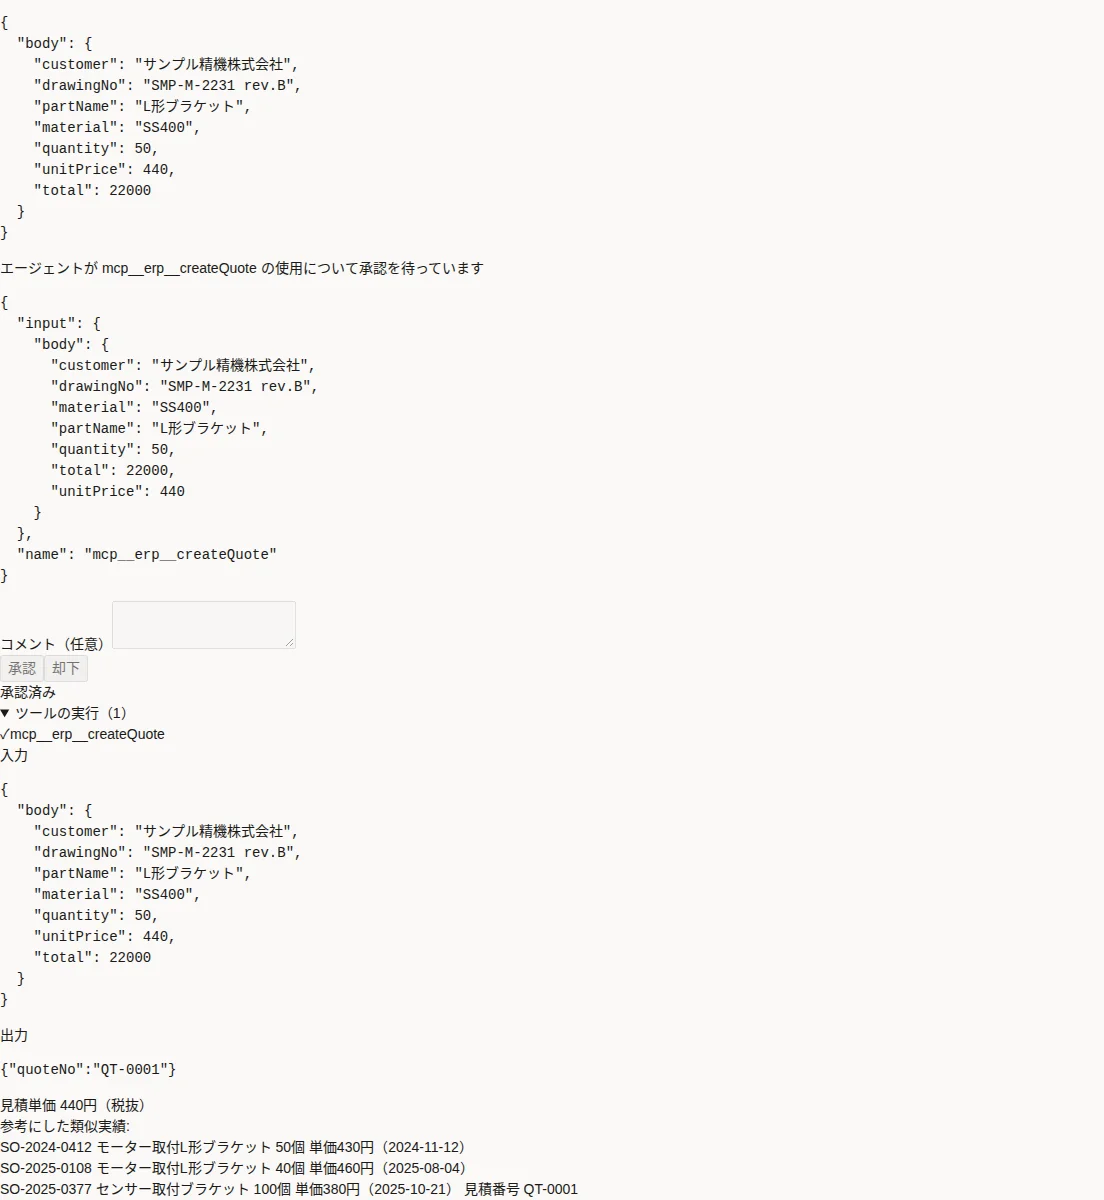 {
  "body": {
    "customer": "サンプル精機株式会社",
    "drawingNo": "SMP-M-2231 rev.B",
    "partName": "L形ブラケット",
    "material": "SS400",
    "quantity": 50,
    "unitPrice": 440,
    "total": 22000
  }
}
エージェントが mcp__erp__createQuote の使用について承認を待っています
{
  "input": {
    "body": {
      "customer": "サンプル精機株式会社",
      "drawingNo": "SMP-M-2231 rev.B",
      "material": "SS400",
      "partName": "L形ブラケット",
      "quantity": 50,
      "total": 22000,
      "unitPrice": 440
    }
  },
  "name": "mcp__erp__createQuote"
}
コメント（任意）
承認 却下
承認済み
▼ ツールの実行（1）
✓mcp__erp__createQuote
入力
{
  "body": {
    "customer": "サンプル精機株式会社",
    "drawingNo": "SMP-M-2231 rev.B",
    "partName": "L形ブラケット",
    "material": "SS400",
    "quantity": 50,
    "unitPrice": 440,
    "total": 22000
  }
}
出力
{"quoteNo":"QT-0001"}
見積単価 440円（税抜）
参考にした類似実績:
SO-2024-0412 モーター取付L形ブラケット 50個 単価430円（2024-11-12）
SO-2025-0108 モーター取付L形ブラケット 40個 単価460円（2025-08-04）
SO-2025-0377 センサー取付ブラケット 100個 単価380円（2025-10-21） 見積番号 QT-0001